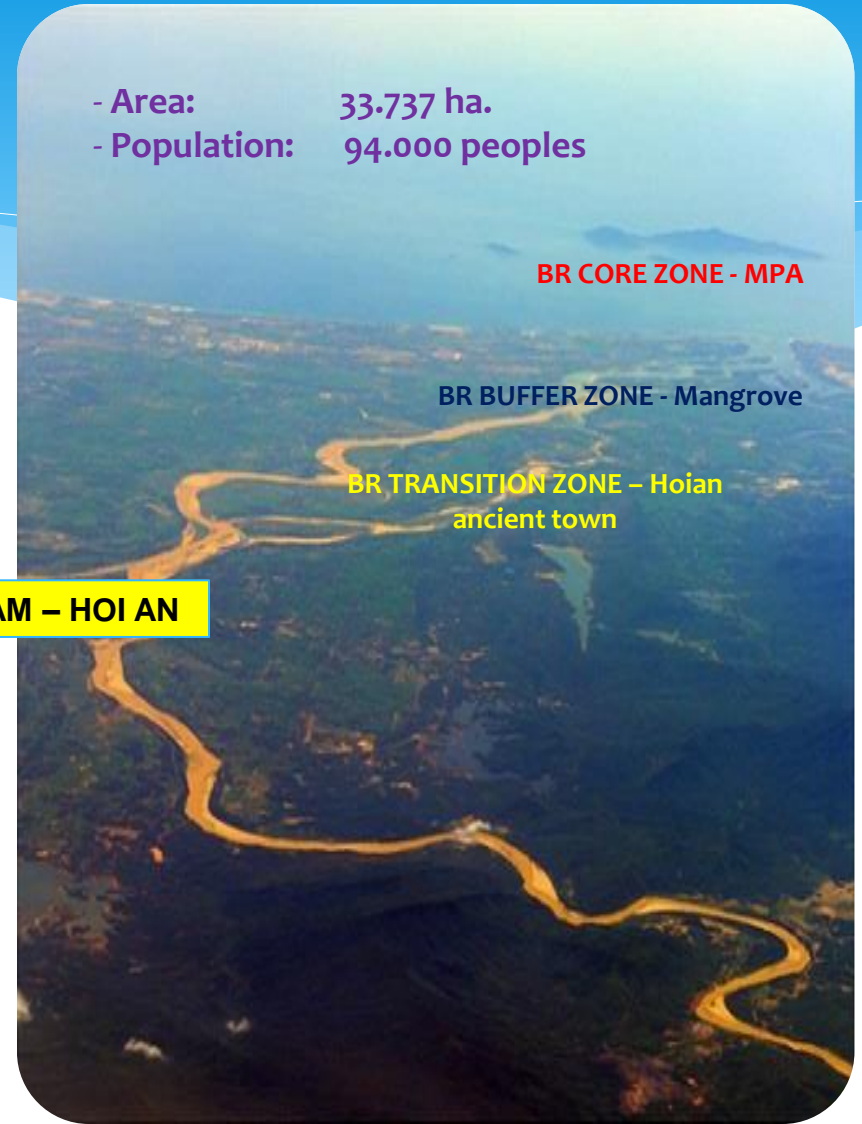 - Area: 33.737 ha.
- Population: 94.000 peoples
BR CORE ZONE - MPA
BR BUFFER ZONE - Mangrove
BR TRANSITION ZONE – Hoian
ancient town
AM – HOI AN